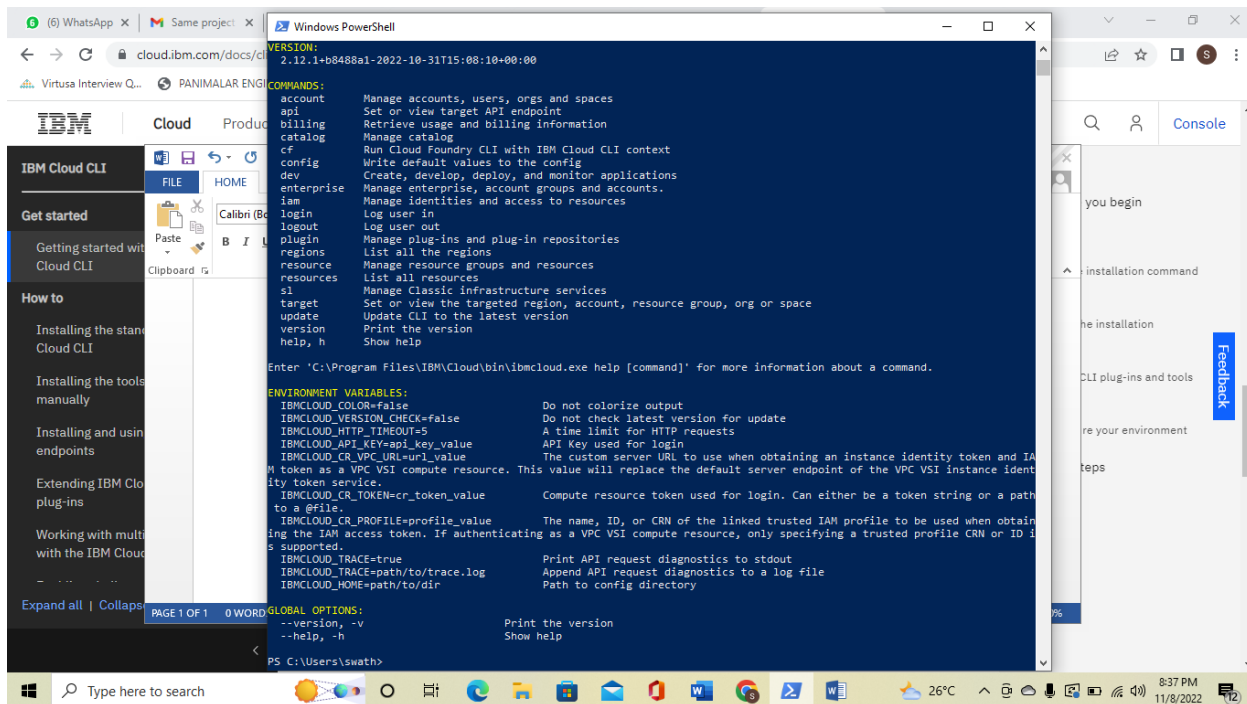 (6) WhatsApp
Same project
cloud.ibm.com/docs/cl
Virtusa Interview Q...
PANIMALAR ENGI
IBM
Cloud
Produc
Console
IBM Cloud CLI
Get started
Getting started wit
Cloud CLI
How to
Installing the stan
Cloud CLI
Installing the tools
manually
Installing and usin
endpoints
Extending IBM Clo
plug-ins
Working with multi
with the IBM Cloud
Expand all | Collaps
FILE
HOME
Calibri (Bo
Paste
B I U
Clipboard
PAGE 1 OF 1
0 WORD
Windows PowerShell
VERSION:
2.12.1+b8488a1-2022-10-31T15:08:10+00:00
COMMANDS:
account Manage accounts, users, orgs and spaces
api Set or view target API endpoint
billing Retrieve usage and billing information
catalog Manage catalog
cf Run Cloud Foundry CLI with IBM Cloud CLI context
config Write default values to the config
dev Create, develop, deploy, and monitor applications
enterprise Manage enterprise, account groups and accounts.
iam Manage identities and access to resources
login Log user in
logout Log user out
plugin Manage plug-ins and plug-in repositories
regions List all the regions
resource Manage resource groups and resources
resources List all resources
sl Manage Classic infrastructure services
target Set or view the targeted region, account, resource group, org or space
update Update CLI to the latest version
version Print the version
help, h Show help
Enter 'C:\Program Files\IBM\Cloud\bin\ibmcloud.exe help [command]' for more information about a command.
ENVIRONMENT VARIABLES:
IBMCLOUD_COLOR=false Do not colorize output
IBMCLOUD_VERSION_CHECK=false Do not check latest version for update
IBMCLOUD_HTTP_TIMEOUT=5 A time limit for HTTP requests
IBMCLOUD_API_KEY=api_key_value API Key used for login
IBMCLOUD_CR_VPC_URL=url_value The custom server URL to use when obtaining an instance identity token and IA
M token as a VPC VSI compute resource. This value will replace the default server endpoint of the VPC VSI instance ident
ity token service.
IBMCLOUD_CR_TOKEN=cr_token_value Compute resource token used for login. Can either be a token string or a path
to a @file.
IBMCLOUD_CR_PROFILE=profile_value The name, ID, or CRN of the linked trusted IAM profile to be used when obtain
ing the IAM access token. If authenticating as a VPC VSI compute resource, only specifying a trusted profile CRN or ID i
s supported.
IBMCLOUD_TRACE=true Print API request diagnostics to stdout
IBMCLOUD_TRACE=path/to/trace.log Append API request diagnostics to a log file
IBMCLOUD_HOME=path/to/dir Path to config directory
GLOBAL OPTIONS:
--version, -v Print the version
--help, -h Show help
PS C:\Users\swath>
you begin
installation command
he installation
CLI plug-ins and tools
re your environment
teps
Feedback
Type here to search
26°C
8:37 PM
11/8/2022
12